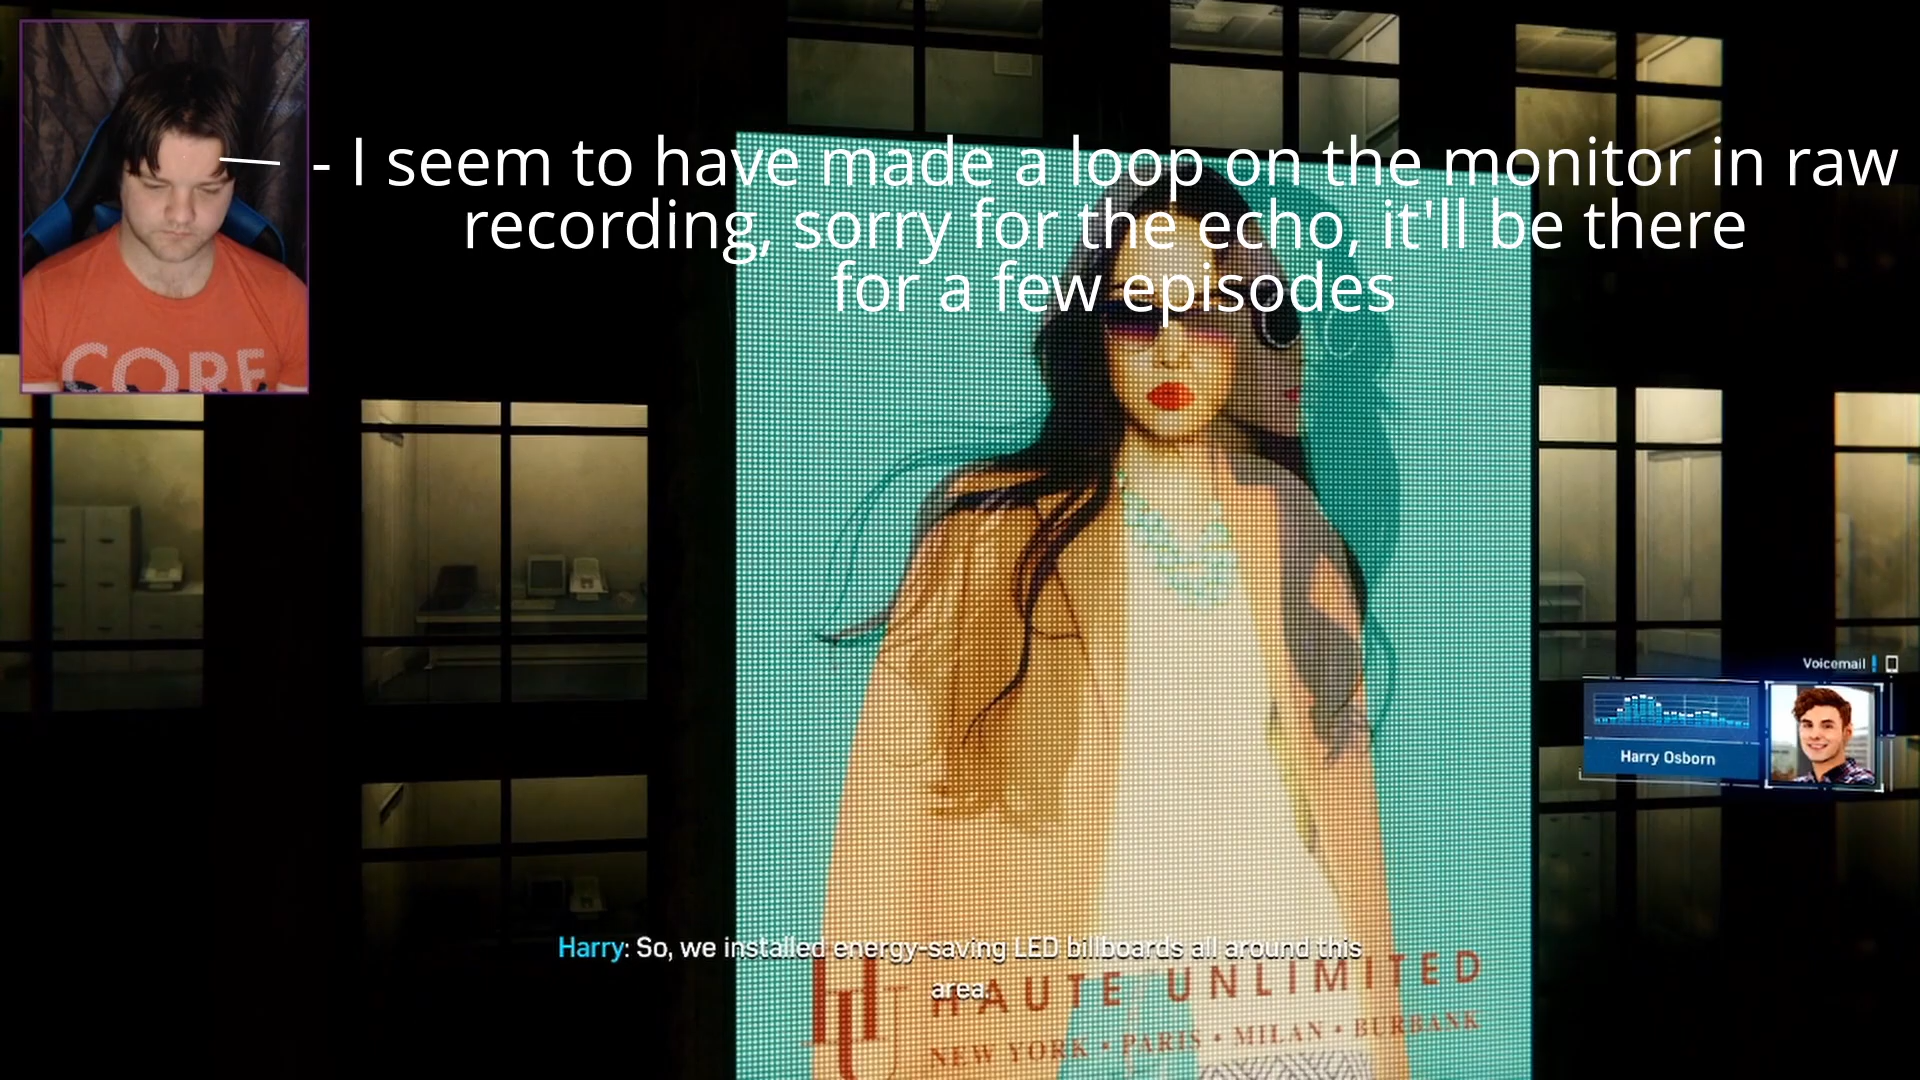 - I seem to have made a loop on the monitor in raw
recording, sorry for the echo, it'll be there
for a few episodes
CORE
Voicemail
Harry Osborn
Harry: So, we installed energy-saving LED billboards all around this
area.
HU
HAUTE UNLIMITED
NEW YORK • PARIS • MILAN • BURBANK